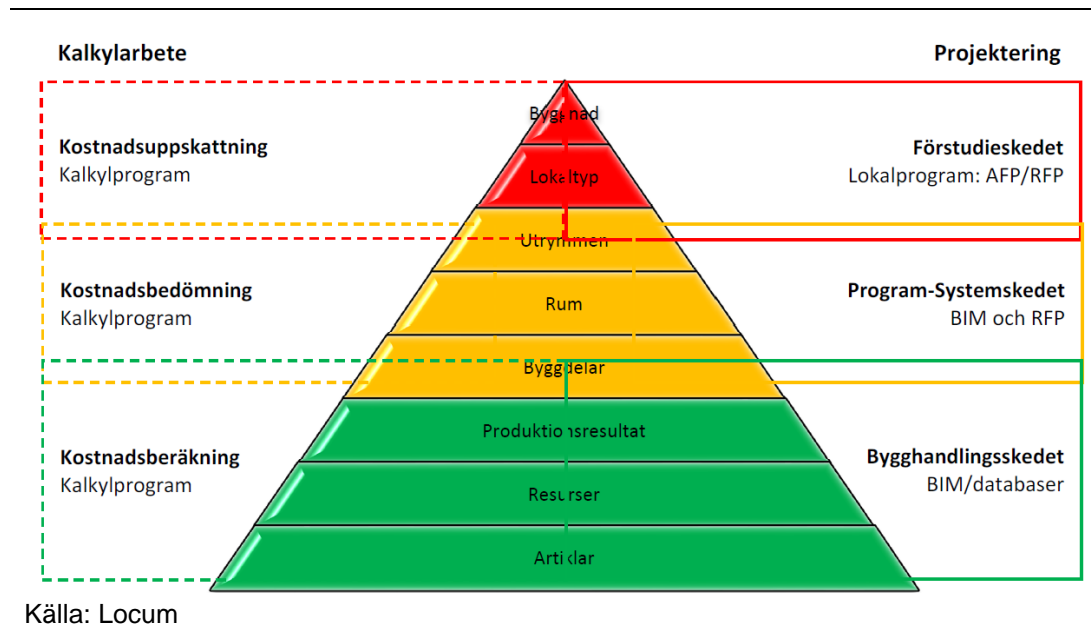 Kalkylarbete
Projektering
Byggnad
Kostnadsuppskattning
Kalkylprogram
Lokaltyp
Förstudieskedet
Lokalprogram: AFP/RFP
Utrymmen
Kostnadsbedömning
Kalkylprogram
Rum
Program-Systemskedet
BIM och RFP
Byggdelar
Produktionsresultat
Kostnadsberäkning
Kalkylprogram
Resurser
Bygghandlingsskedet
BIM/databaser
Artiklar
Källa: Locum